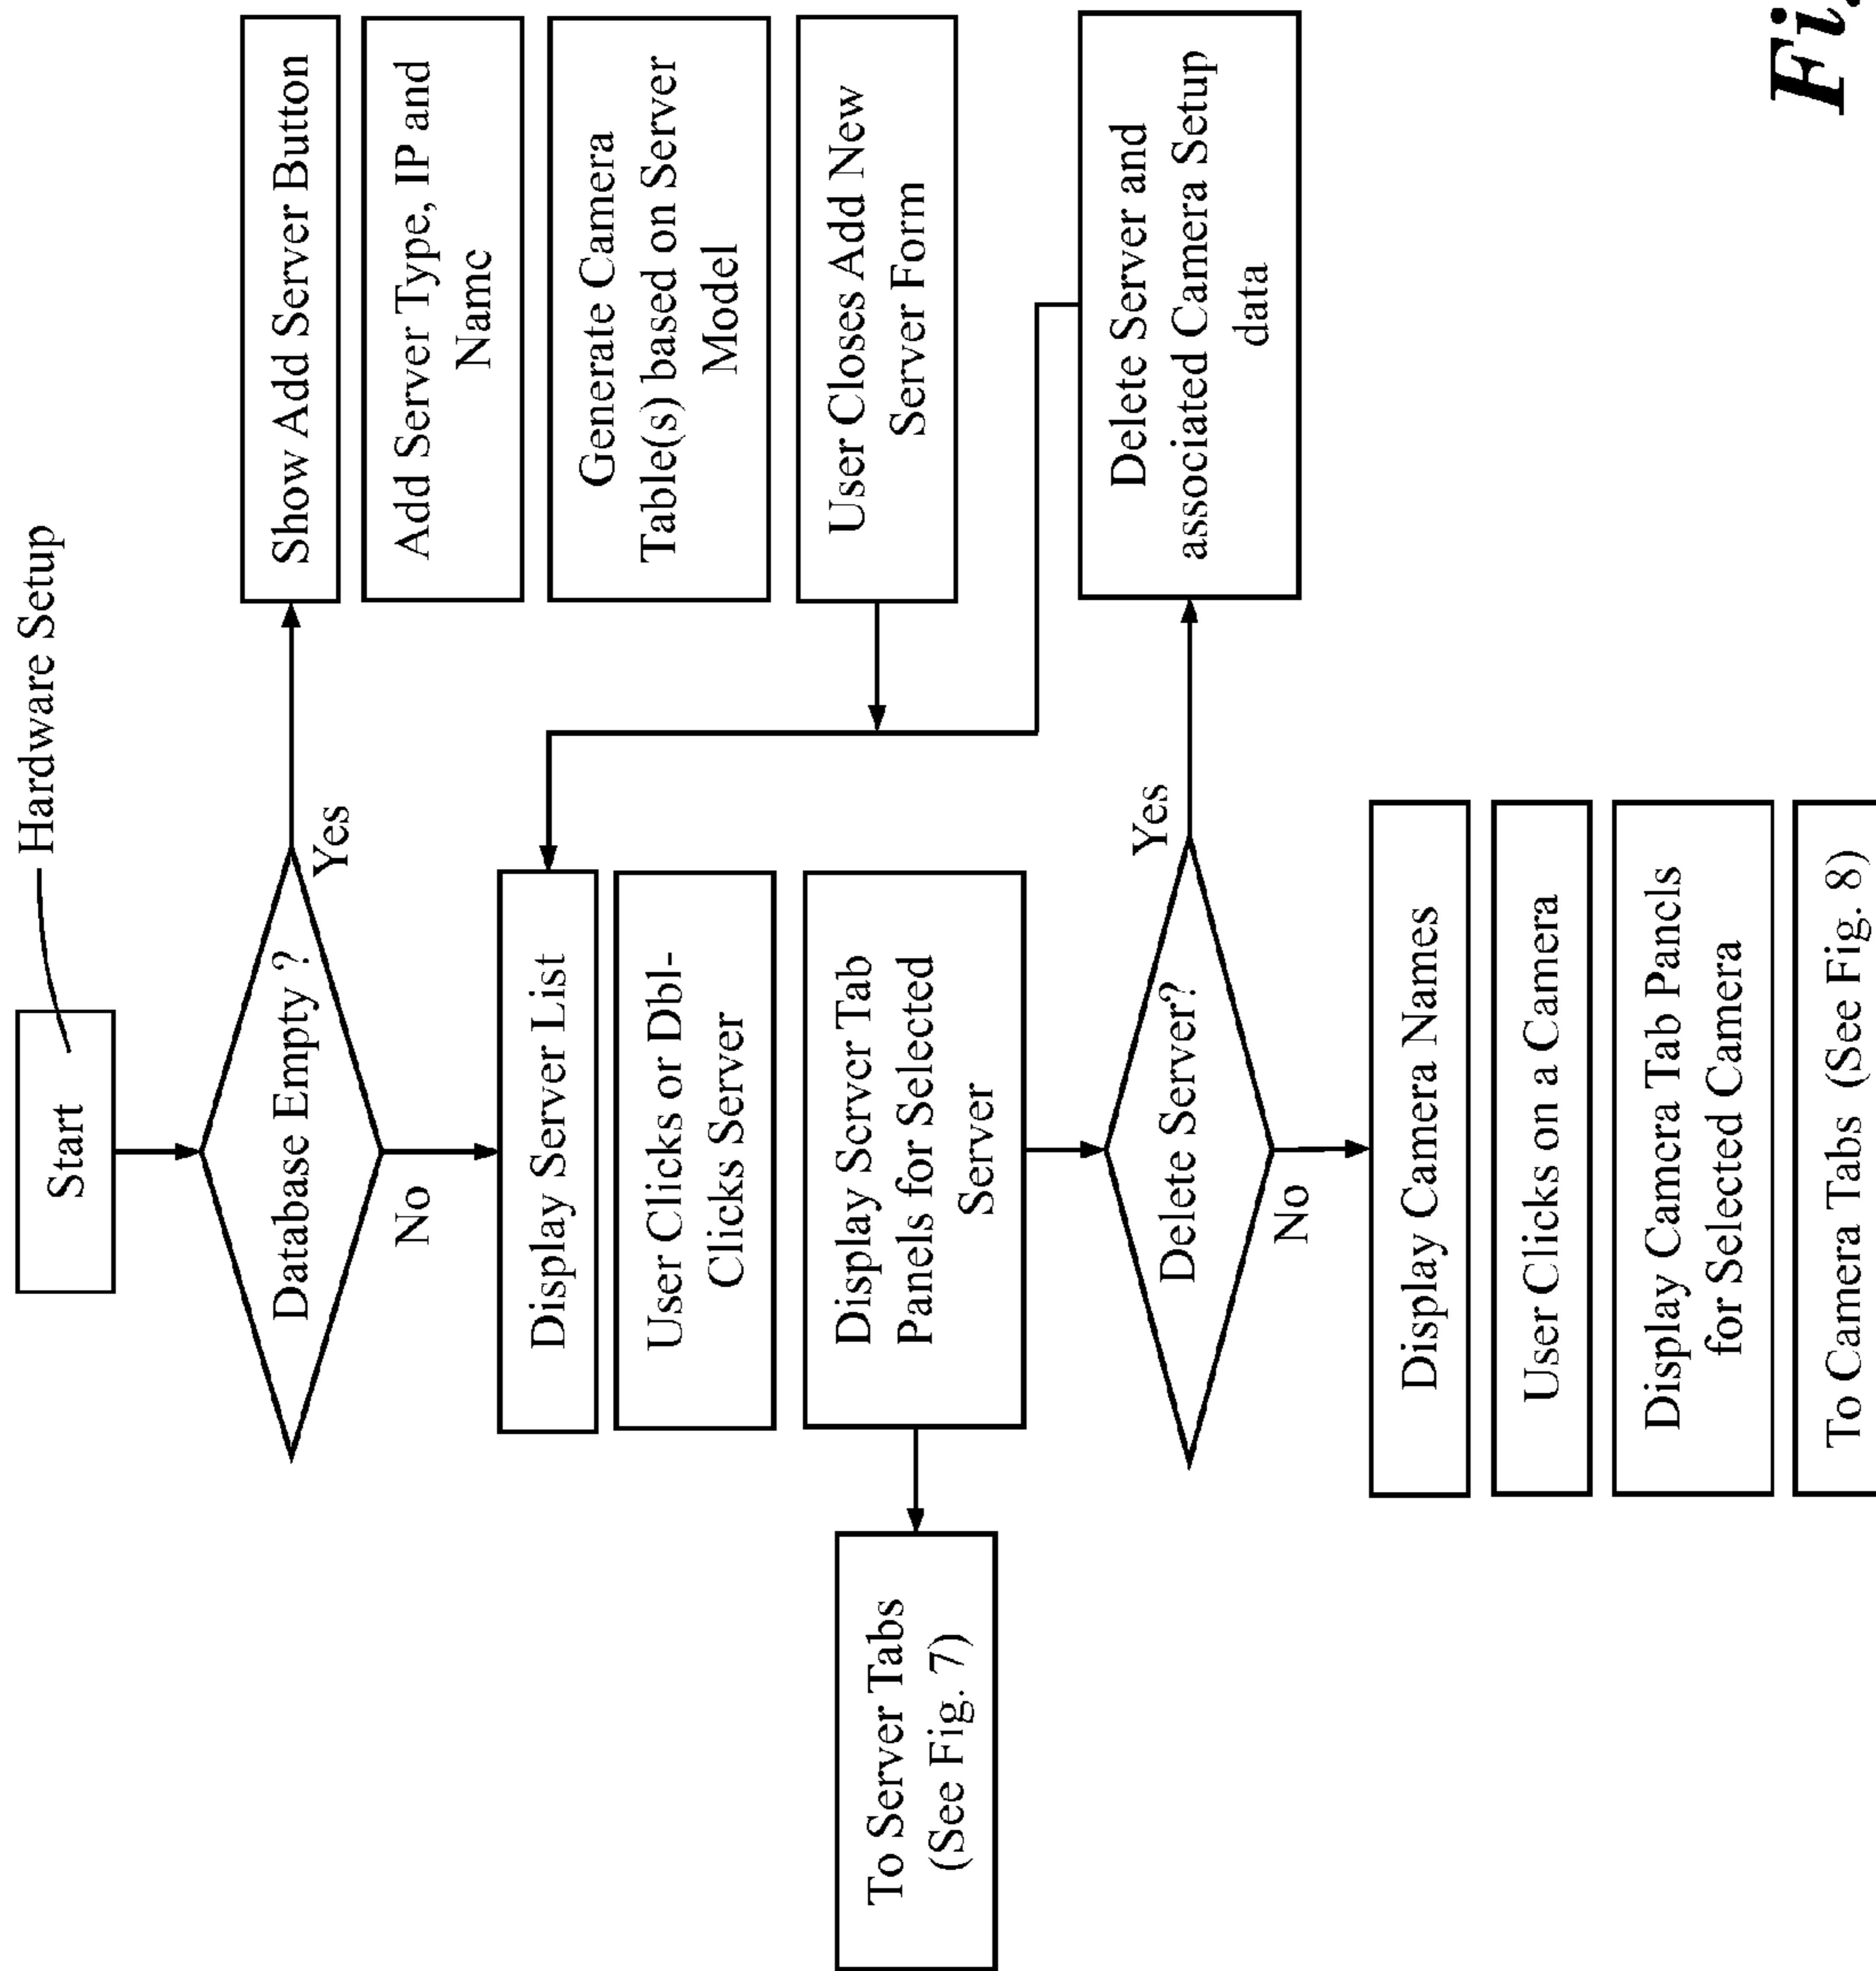 Hardware Setup
Start
Database Empty ?
Yes
No
Show Add Server Button
Add Server Type, IP and
Name
Generate Camera
Table(s) based on Server
Model
User Closes Add New
Server Form
Display Server List
User Clicks or Dbl-
Clicks Server
Display Server Tab
Panels for Selected
Server
To Server Tabs
(See Fig. 7)
Delete Server?
Yes
No
Delete Server and
associated Camera Setup
data
Display Camera Names
User Clicks on a Camera
Display Camera Tab Panels
for Selected Camera
To Camera Tabs (See Fig. 8)